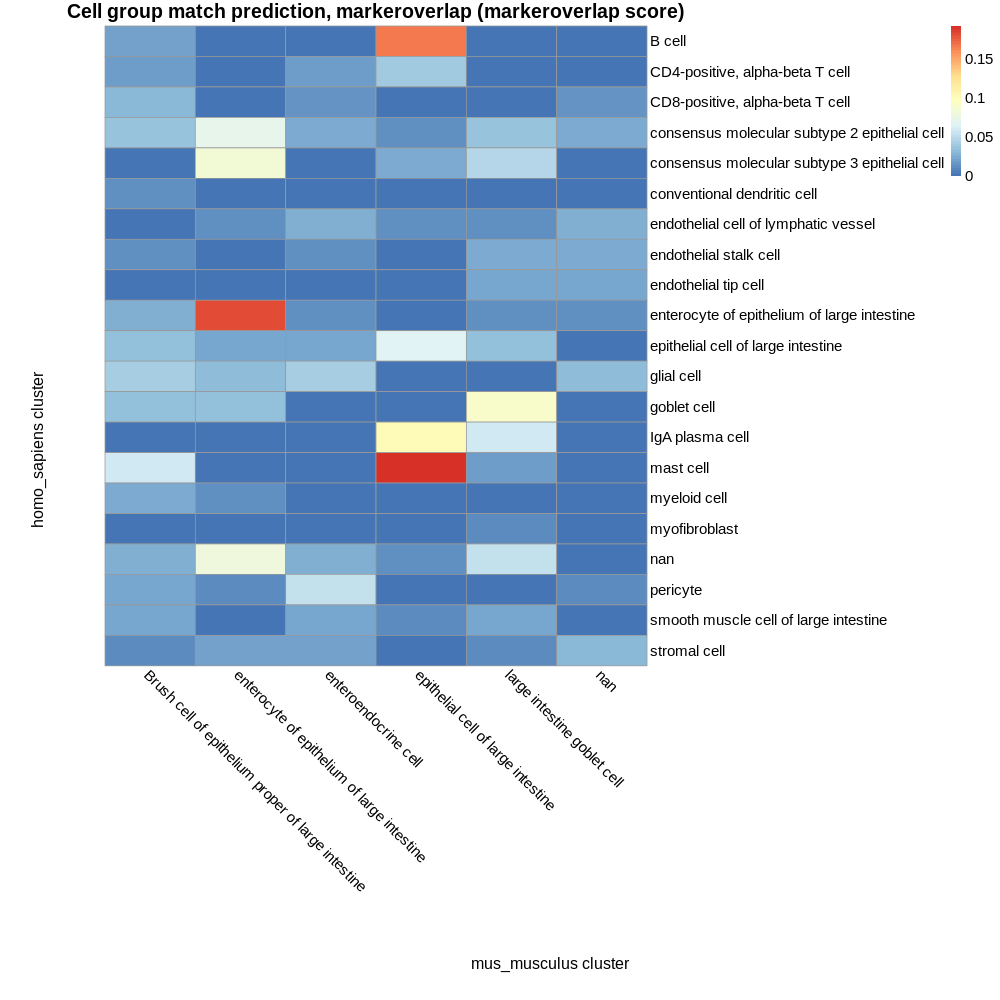 Cell group match prediction, markeroverlap (markeroverlap score)
B cell
CD4-positive, alpha-beta T cell
CD8-positive, alpha-beta T cell
consensus molecular subtype 2 epithelial cell
consensus molecular subtype 3 epithelial cell
conventional dendritic cell
endothelial cell of lymphatic vessel
endothelial stalk cell
endothelial tip cell
enterocyte of epithelium of large intestine
epithelial cell of large intestine
glial cell
goblet cell
IgA plasma cell
mast cell
myeloid cell
myofibroblast
nan
pericyte
smooth muscle cell of large intestine
stromal cell
0.15
0.1
0.05
0
homo_sapiens cluster
Brush cell of epithelium proper of large intestine
enterocyte of epithelium of large intestine
enteroendocrine cell
epithelial cell of large intestine
large intestine goblet cell
nan
mus_musculus cluster